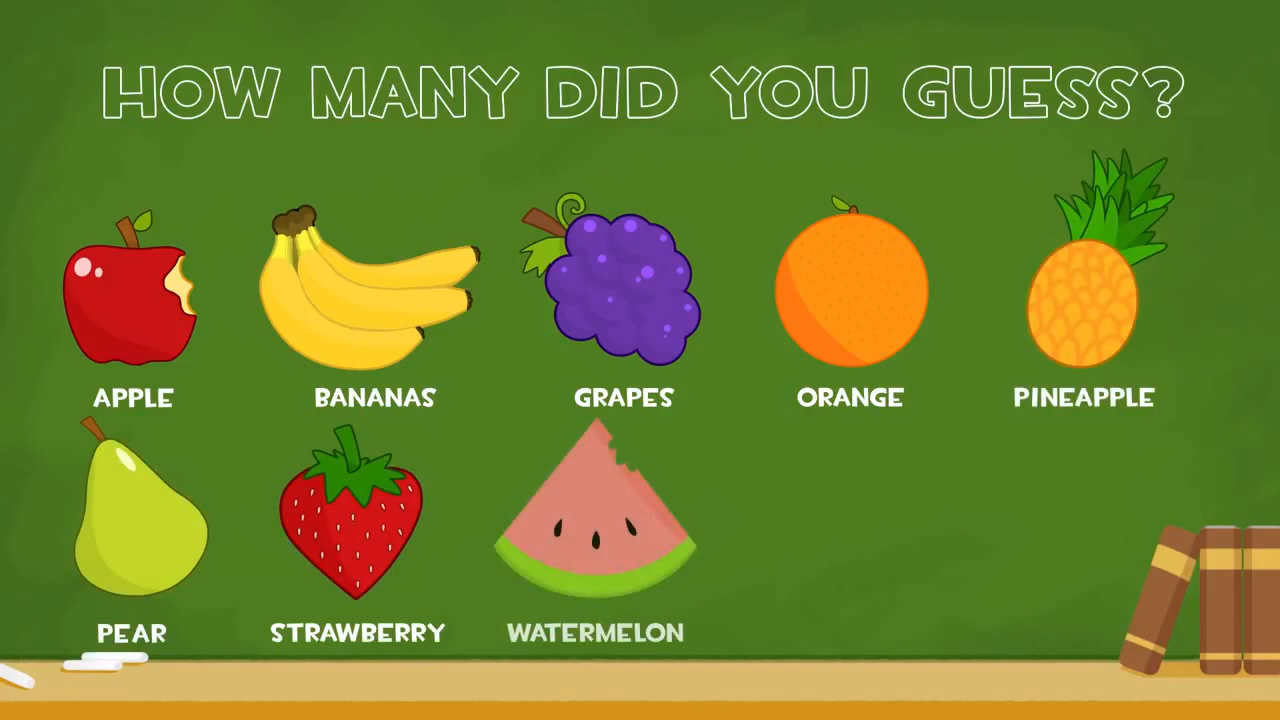 HOW MANY DID YOU GUESS?
APPLE BANANAS GRAPES ORANGE PINEAPPLE
PEAR STRAWBERRY WATERMELON